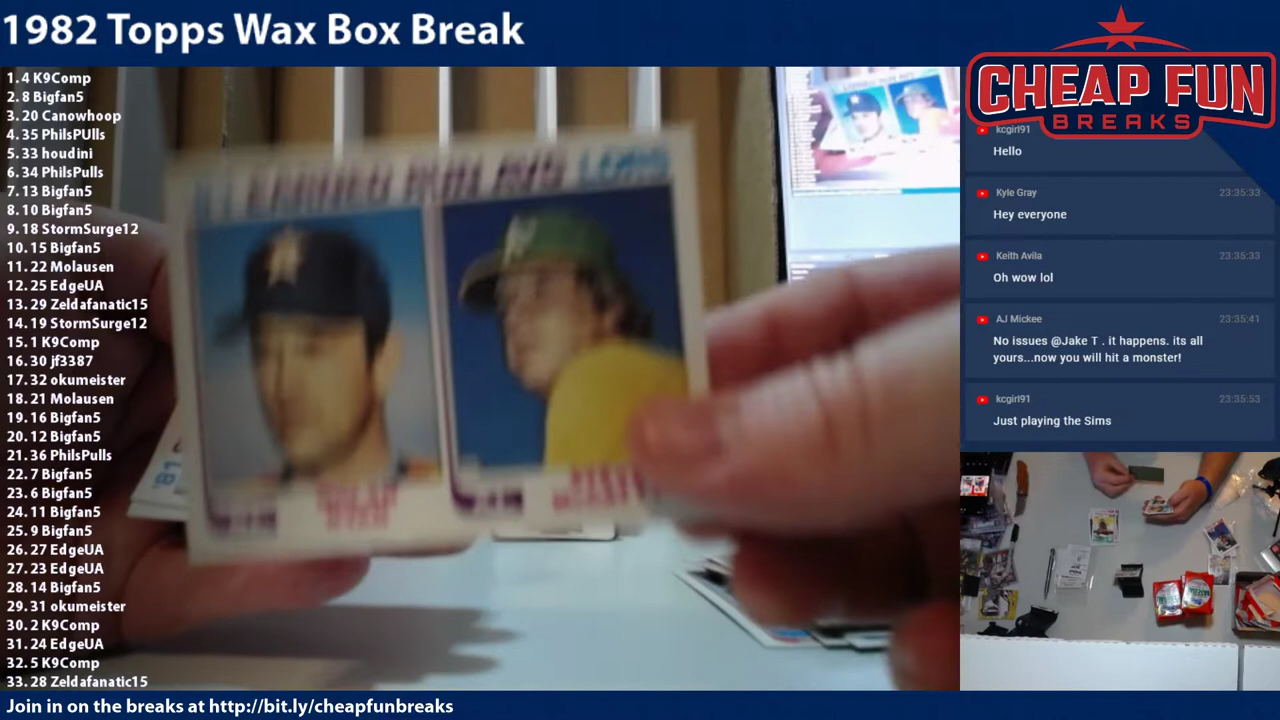 1982 Topps Wax Box Break
CHEAP FUN
BREAKS
1. 4 K9Comp
2. 8 Bigfan5
3. 20 Canowhoop
4. 35 PhilsPUlls
5. 33 houdini
6. 34 PhilsPulls
7. 13 Bigfan5
8. 10 Bigfan5
9. 18 StormSurge12
10. 15 Bigfan5
11. 22 Molausen
12. 25 EdgeUA
13. 29 Zeldafanatic15
14. 19 StormSurge12
15. 1 K9Comp
16. 30 jf3387
17. 32 okumeister
18. 21 Molausen
19. 16 Bigfan5
20. 12 Bigfan5
21. 36 PhilsPulls
22. 7 Bigfan5
23. 6 Bigfan5
24. 11 Bigfan5
25. 9 Bigfan5
26. 27 EdgeUA
27. 23 EdgeUA
28. 14 Bigfan5
29. 31 okumeister
30. 2 K9Comp
31. 24 EdgeUA
32. 5 K9Comp
33. 28 Zeldafanatic15
kcgirl91
Hello
Kyle Gray 23:35:33
Hey everyone
Keith Avila 23:35:33
Oh wow lol
AJ Mickee 23:35:41
No issues @Jake T . it happens. its all
yours...now you will hit a monster!
kcgirl91 23:35:53
Just playing the Sims
Join in on the breaks at http://bit.ly/cheapfunbreaks